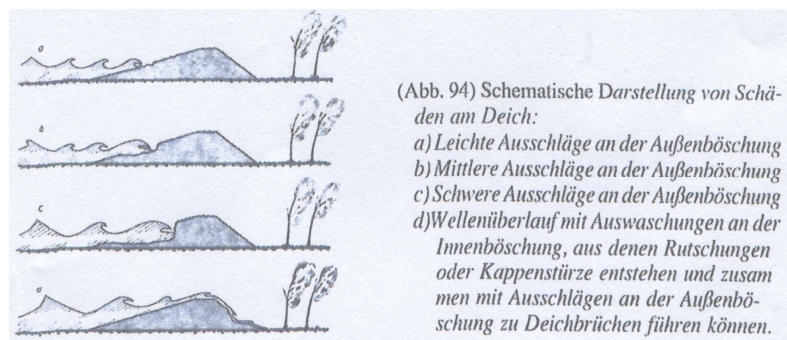 a
b
c
d
(Abb. 94) Schematische Darstellung von Schä-
den am Deich:
a) Leichte Ausschläge an der Außenböschung
b) Mittlere Ausschläge an der Außenböschung
c) Schwere Ausschläge an der Außenböschung
d) Wellenüberlauf mit Auswaschungen an der
Innenböschung, aus denen Rutschungen
oder Kappenstürze entstehen und zusam
men mit Ausschlägen an der Außenbö-
schung zu Deichbrüchen führen können.